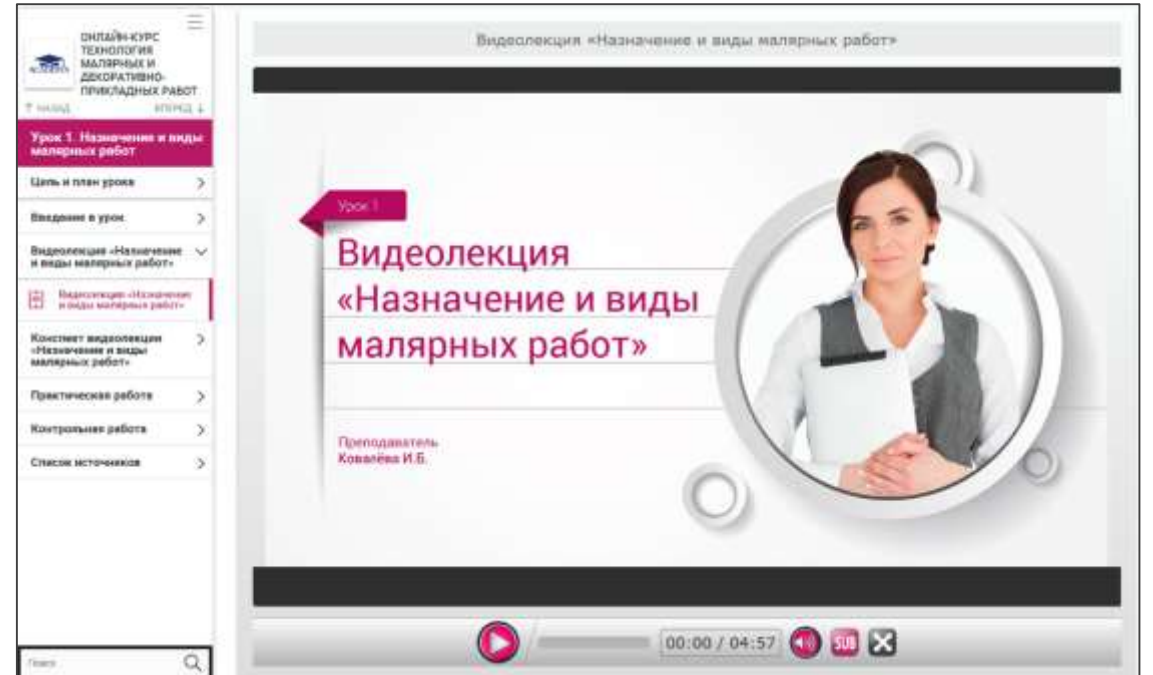 ОНЛАЙН-КУРС
ТЕХНОЛОГИЯ
МАЛЯРНЫХ И
ДЕКОРАТИВНО-
ПРИКЛАДНЫХ РАБОТ
НАЗАД
ВПЕРЕД
Урок 1. Назначение и виды
малярных работ
Цель и план урока
Введение в урок
Видеолекция «Назначение
и виды малярных работ»
Видеолекция «Назначение
и виды малярных работ»
Конспект видеолекции
«Назначение и виды
малярных работ»
Практическая работа
Контрольная работа
Список источников
Поиск
Видеолекция «Назначение и виды малярных работ»
Урок 1
Видеолекция
«Назначение и виды
малярных работ»
Преподаватель
Ковалёва И.Б.
00:00 / 04:57
SUB